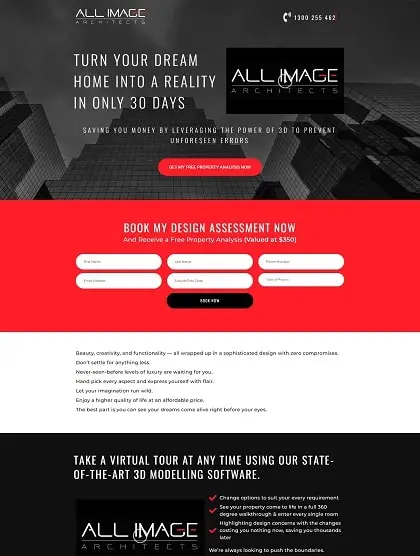 ALL IMAGE
ARCHITECTS
1300 255 462
TURN YOUR DREAM
HOME INTO A REALITY
IN ONLY 30 DAYS
ALL IMAGE
ARCHITECTS
SAVING YOU MONEY BY LEVERAGING THE POWER OF 3D TO PREVENT
UNFORESEEN ERRORS
GET MY FREE PROPERTY ANALYSIS NOW
BOOK MY DESIGN ASSESSMENT NOW
And Receive a Free Property Analysis (Valued at $350)
First Name
Last Name
Phone Number
Email Address
BOOK NOW
Beauty, creativity, and functionality — all wrapped up in a sophisticated design with zero compromises.
Don't settle for anything less.
Never-seen-before levels of luxury are waiting for you.
Hand pick every aspect and express yourself with flair.
Let your imagination run wild.
Enjoy a higher quality of life at an affordable price.
The best part is you can see your dreams come alive right before your eyes.
TAKE A VIRTUAL TOUR AT ANY TIME USING OUR STATE-
OF-THE-ART 3D MODELLING SOFTWARE.
ALL IMAGE
ARCHITECTS
Change options to suit your every requirement.
See your property come to life in a full 360
degree walkthrough & enter every single room
Highlighting design concerns with the changes
costing you nothing now, saving you thousands
later
We're always looking to push the boundaries.